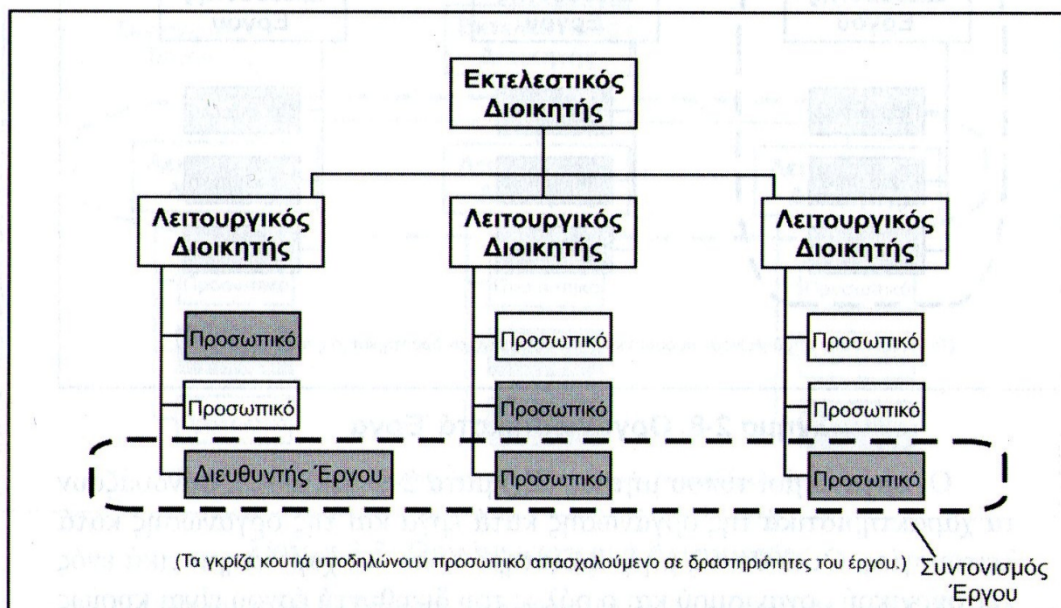 Εκτελεστικός
Διοικητής
Λειτουργικός
Διοικητής
Λειτουργικός
Διοικητής
Λειτουργικός
Διοικητής
Προσωπικό
Προσωπικό
Προσωπικό
Προσωπικό
Προσωπικό
Προσωπικό
Διευθυντής Έργου
Προσωπικό
Προσωπικό
(Τα γκρίζα κουτιά υποδηλώνουν προσωπικό απασχολούμενο σε δραστηριότητες του έργου.)
Συντονισμός
Έργου